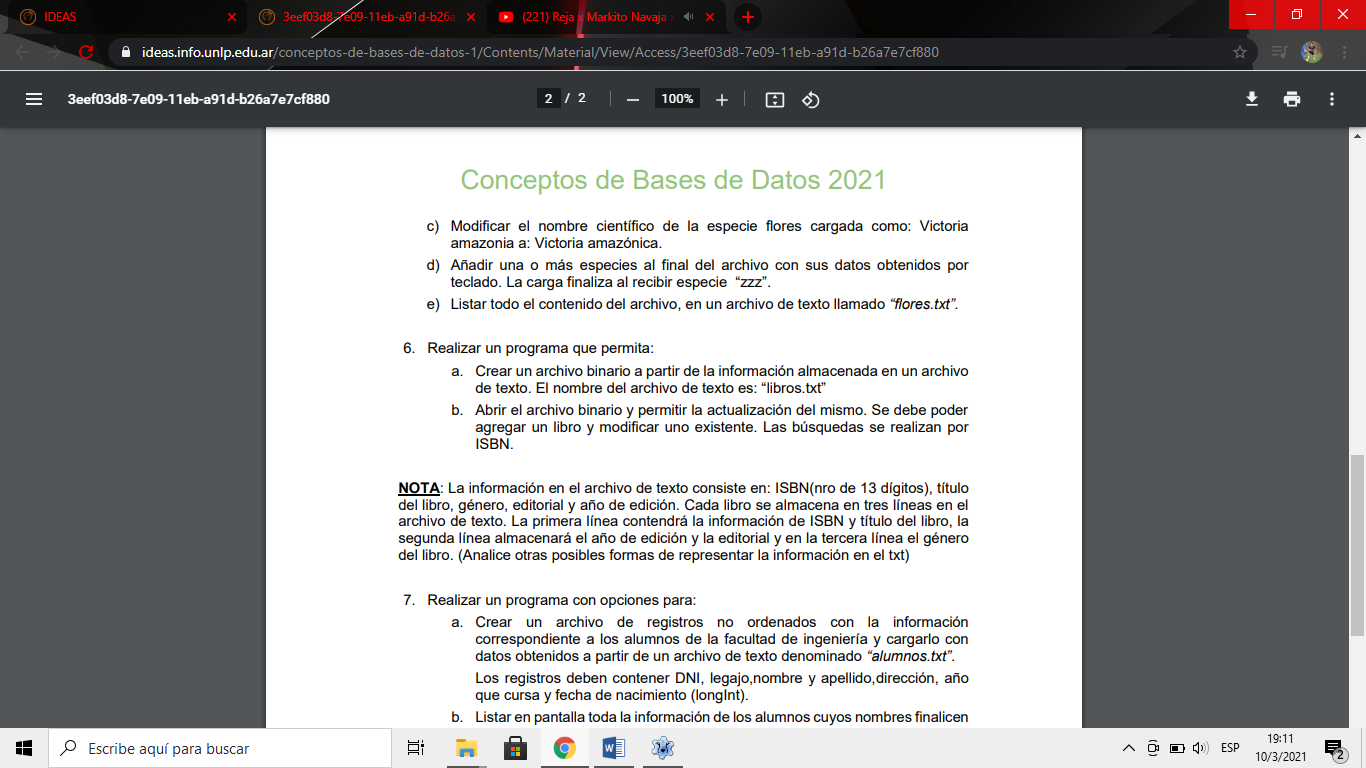 IDEAS
3eef03d8-7e09-11eb-a91d-b26a
(221) Reja x Markito Navaja
ideas.info.unlp.edu.ar/conceptos-de-bases-de-datos-1/Contents/Material/View/Access/3eef03d8-7e09-11eb-a91d-b26a7e7cf880
3eef03d8-7e09-11eb-a91d-b26a7e7cf880
2 / 2
100%
Conceptos de Bases de Datos 2021
c) Modificar el nombre científico de la especie flores cargada como: Victoria
amazonia a: Victoria amazónica.
d) Añadir una o más especies al final del archivo con sus datos obtenidos por
teclado. La carga finaliza al recibir especie “zzz”.
e) Listar todo el contenido del archivo, en un archivo de texto llamado “flores.txt”.
6. Realizar un programa que permita:
a. Crear un archivo binario a partir de la información almacenada en un archivo
de texto. El nombre del archivo de texto es: “libros.txt”
b. Abrir el archivo binario y permitir la actualización del mismo. Se debe poder
agregar un libro y modificar uno existente. Las búsquedas se realizan por
ISBN.
NOTA: La información en el archivo de texto consiste en: ISBN(nro de 13 dígitos), título
del libro, género, editorial y año de edición. Cada libro se almacena en tres líneas en el
archivo de texto. La primera línea contendrá la información de ISBN y título del libro, la
segunda línea almacenará el año de edición y la editorial y en la tercera línea el género
del libro. (Analice otras posibles formas de representar la información en el txt)
7. Realizar un programa con opciones para:
a. Crear un archivo de registros no ordenados con la información
correspondiente a los alumnos de la facultad de ingeniería y cargarlo con
datos obtenidos a partir de un archivo de texto denominado “alumnos.txt”.
Los registros deben contener DNI, legajo,nombre y apellido,dirección, año
que cursa y fecha de nacimiento (longInt).
b. Listar en pantalla toda la información de los alumnos cuyos nombres finalicen
Escribe aquí para buscar
ESP
19:11
10/3/2021
2